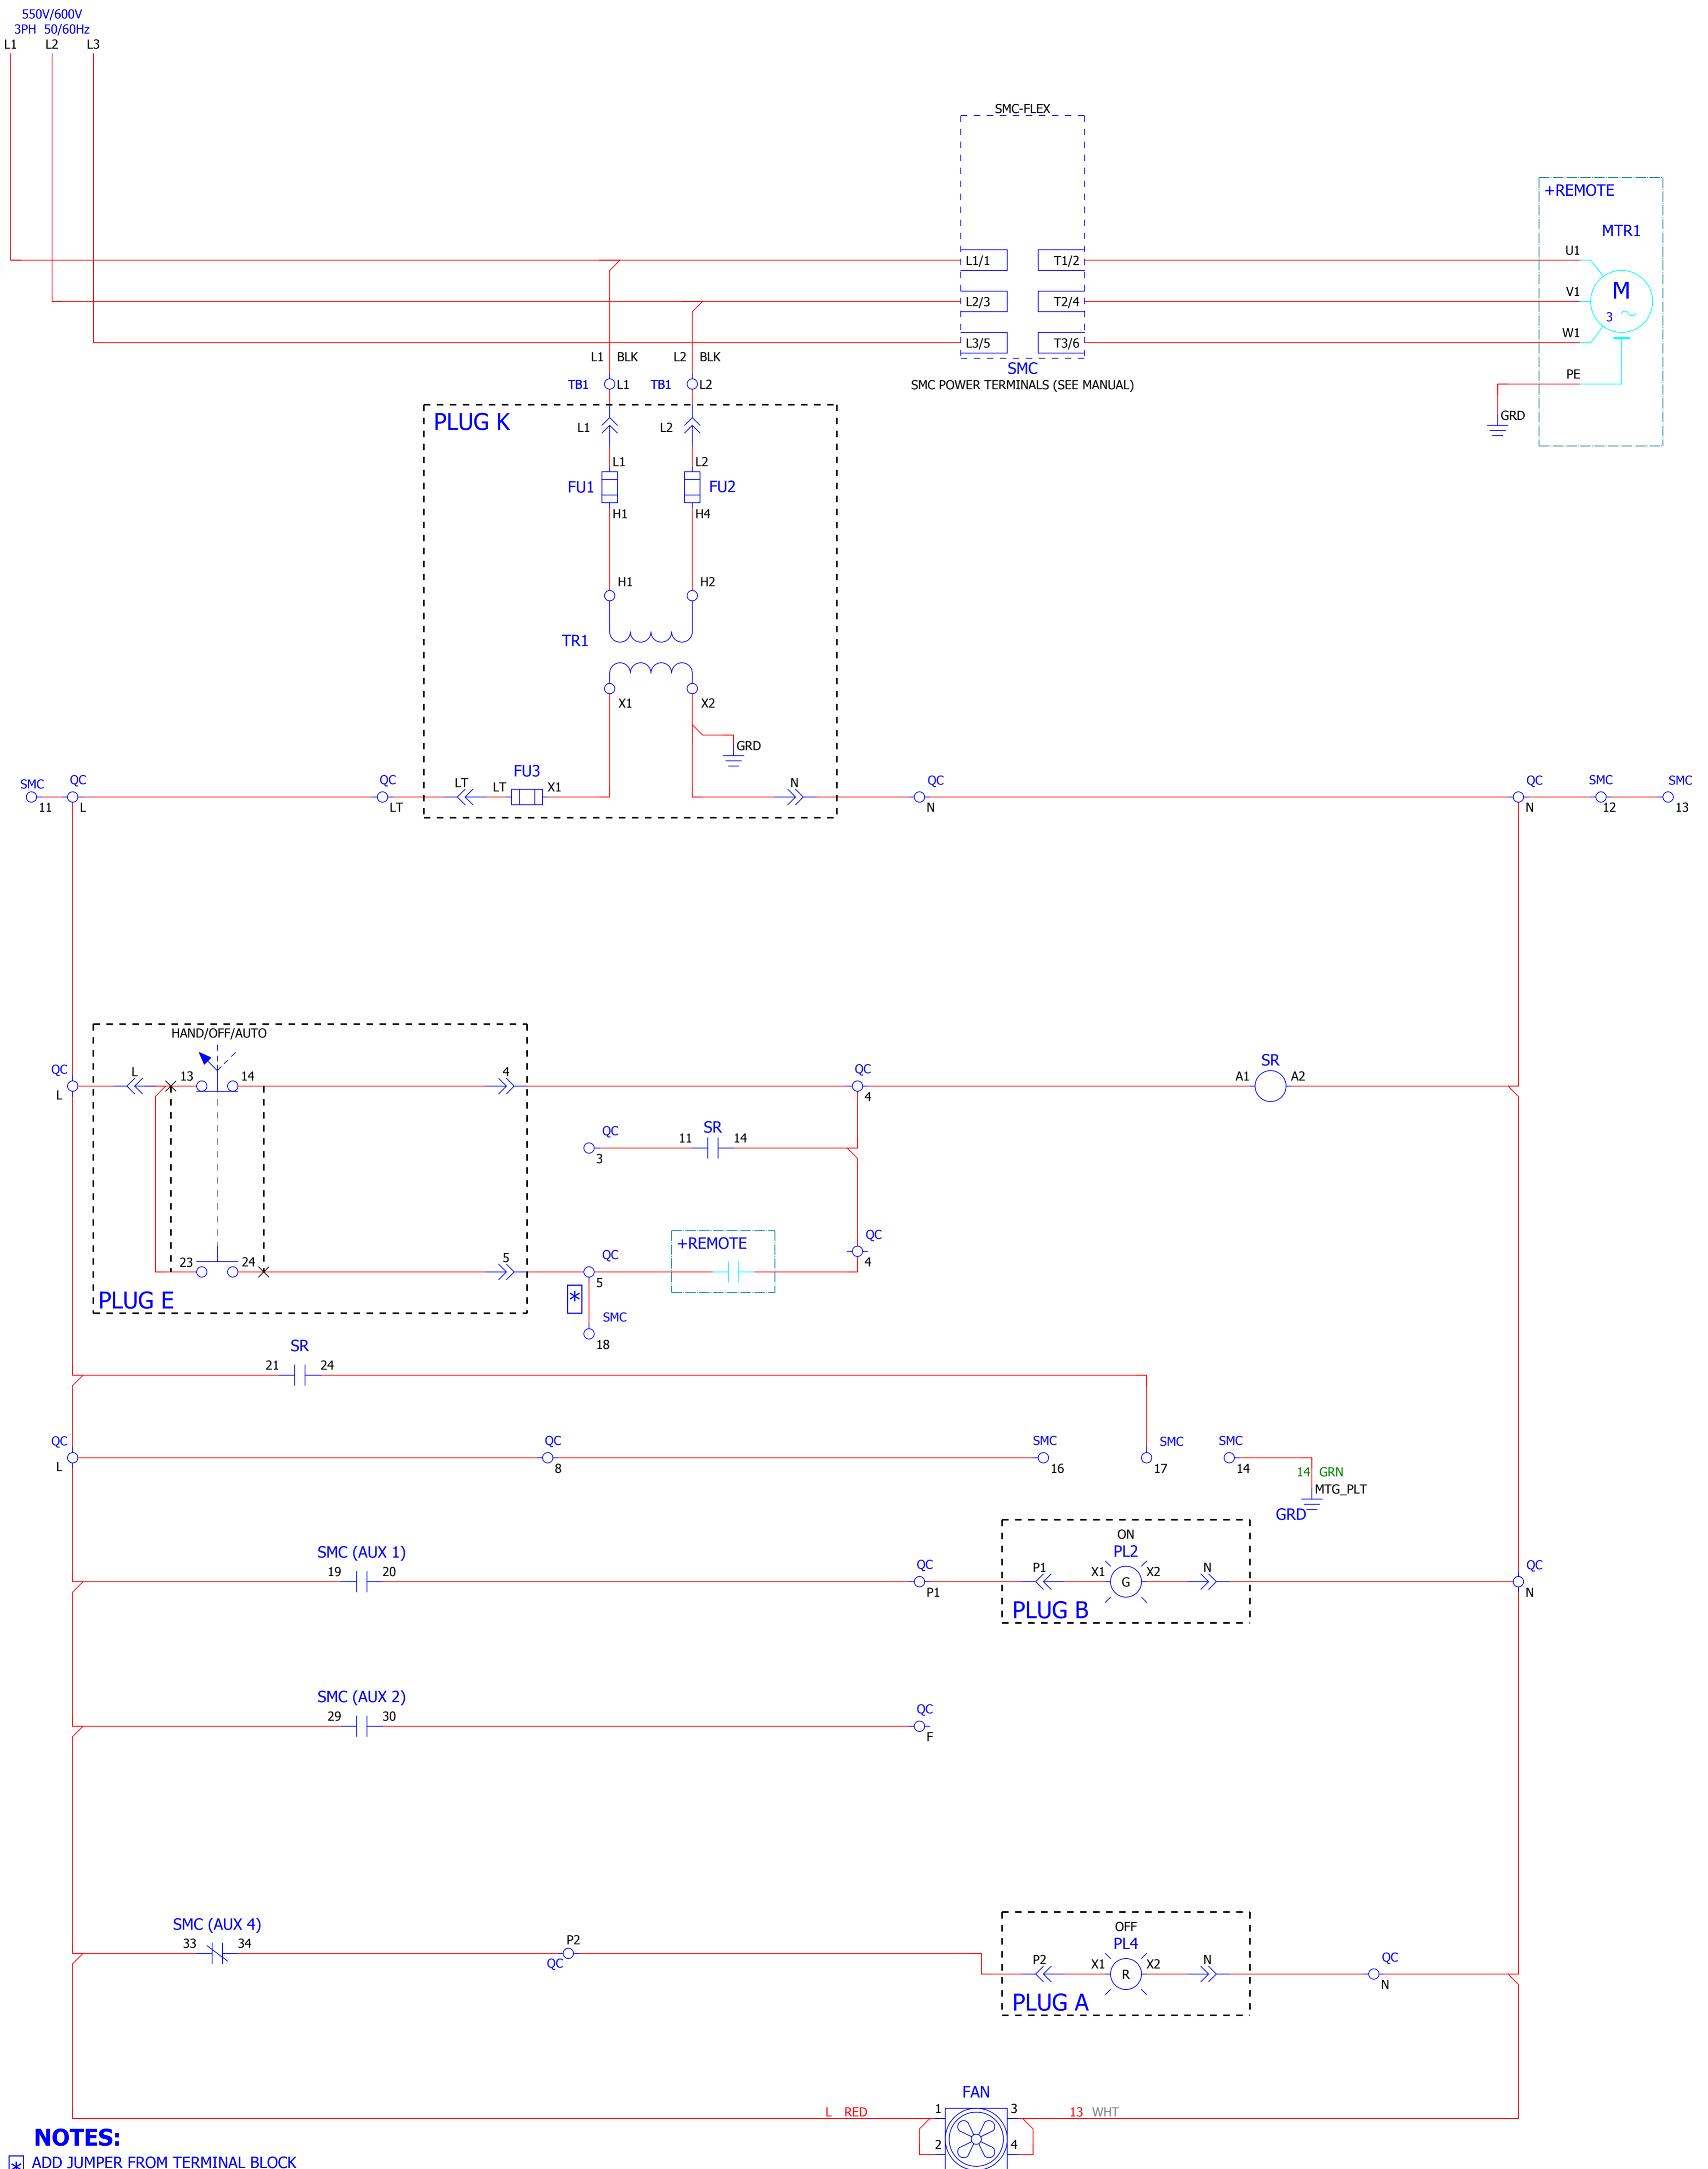 550V/600V
3PH 50/60Hz
L1 L2 L3
SMC-FLEX
+REMOTE
MTR1
L1/1 T1/2 U1
L2/3 T2/4 V1 M
3
L3/5 T3/6 W1
L1 BLK L2 BLK
SMC
TB1 L1 TB1 L2
SMC POWER TERMINALS (SEE MANUAL)
PE
GRD
PLUG K
L1 L2
L1 L2
FU1 FU2
H1 H4
H1 H2
TR1
X1 X2
GRD
SMC QC QC LT LT FU3 X1 N QC QC SMC SMC
11 L LT N N 12 13
HAND/OFF/AUTO
QC L 13 14 4 QC A1 SR A2
L 4
QC 11 SR 14
3
+REMOTE QC
23 24 5 QC 4
5
PLUG E
*
SMC
18
SR
21 24
QC QC SMC SMC SMC
L 8 16 17 14
14 GRN
MTG_PLT
GRD
ON
SMC (AUX 1) PL2
19 20 QC P1 X1 G X2 N QC
P1 N
PLUG B
SMC (AUX 2)
29 30 QC
F
OFF
SMC (AUX 4) PL4
33 34 P2 P2 X1 R X2 N QC
QC N
PLUG A
FAN
L RED 1 3 13 WHT
2 4
NOTES:
* ADD JUMPER FROM TERMINAL BLOCK